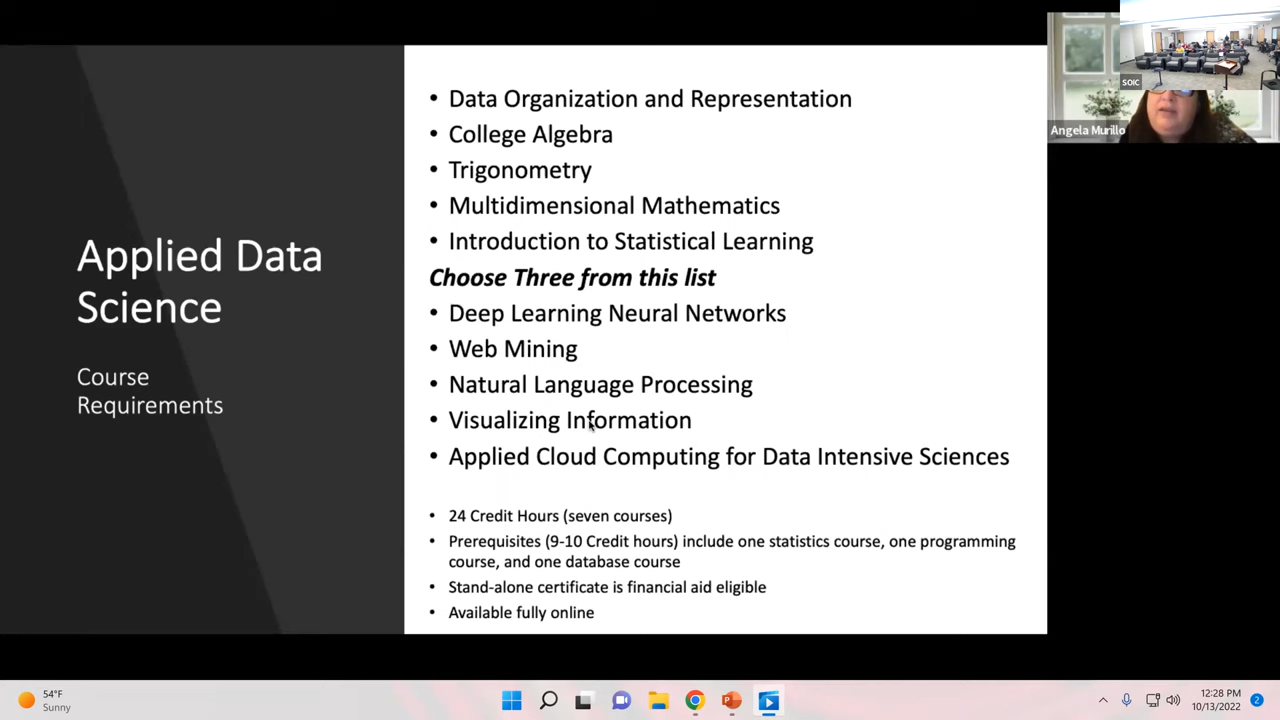 Applied Data
Science
Course
Requirements
• Data Organization and Representation
• College Algebra
• Trigonometry
• Multidimensional Mathematics
• Introduction to Statistical Learning
Choose Three from this list
• Deep Learning Neural Networks
• Web Mining
• Natural Language Processing
• Visualizing Information
• Applied Cloud Computing for Data Intensive Sciences
• 24 Credit Hours (seven courses)
• Prerequisites (9-10 Credit hours) include one statistics course, one programming
course, and one database course
• Stand-alone certificate is financial aid eligible
• Available fully online
SOIC
Angela Murillo
54°F
Sunny
12:28 PM
10/13/2022
2